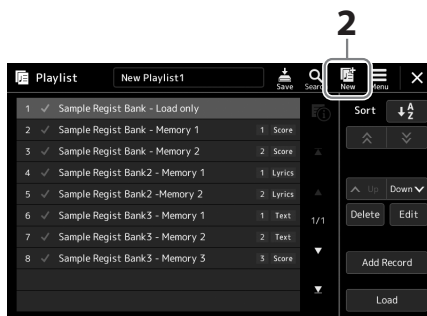 2
Playlist New Playlist1 Save Search New Menu
1 Sample Regist Bank - Load only
2 Sample Regist Bank - Memory 1 1 Score
3 Sample Regist Bank - Memory 2 2 Score
4 Sample Regist Bank2 - Memory 1 1 Lyrics
5 Sample Regist Bank2 -Memory 2 2 Lyrics
6 Sample Regist Bank3 - Memory 1 1 Text
7 Sample Regist Bank3 - Memory 2 2 Text
8 Sample Regist Bank3 - Memory 3 3 Score
1/1
Sort A Z
Up Down
Delete Edit
Add Record
Load